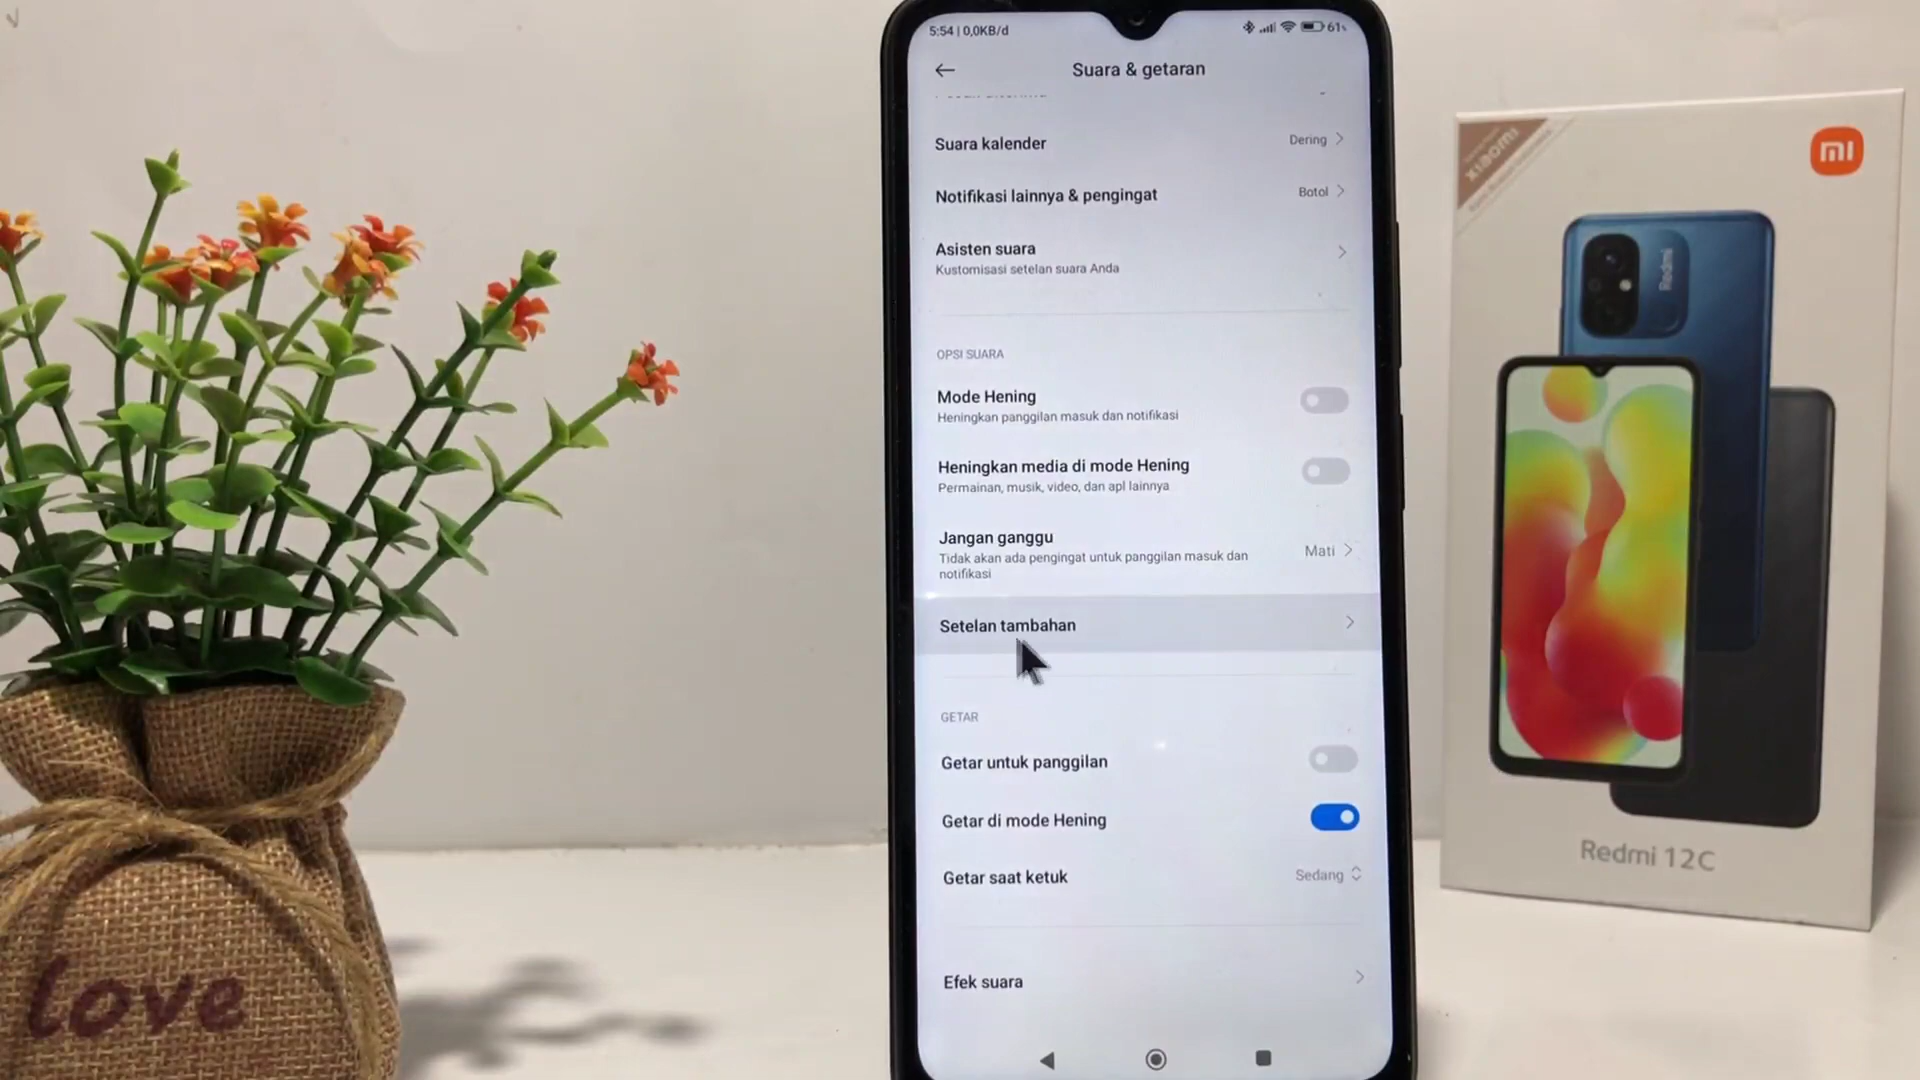 5:54 | 0,0KB/d
61
Suara & getaran
Suara kalender
Dering
Notifikasi lainnya & pengingat
Botol
Asisten suara
Kustomisasi setelan suara Anda
OPSI SUARA
Mode Hening
Heningkan panggilan masuk dan notifikasi
Heningkan media di mode Hening
Permainan, musik, video, dan apl lainnya
Jangan ganggu
Tidak akan ada pengingat untuk panggilan masuk dan
notifikasi
Mati
Setelan tambahan
GETAR
Getar untuk panggilan
Getar di mode Hening
Getar saat ketuk
Sedang
Efek suara
love
xiaomi
mi
Redmi
Redmi 12C